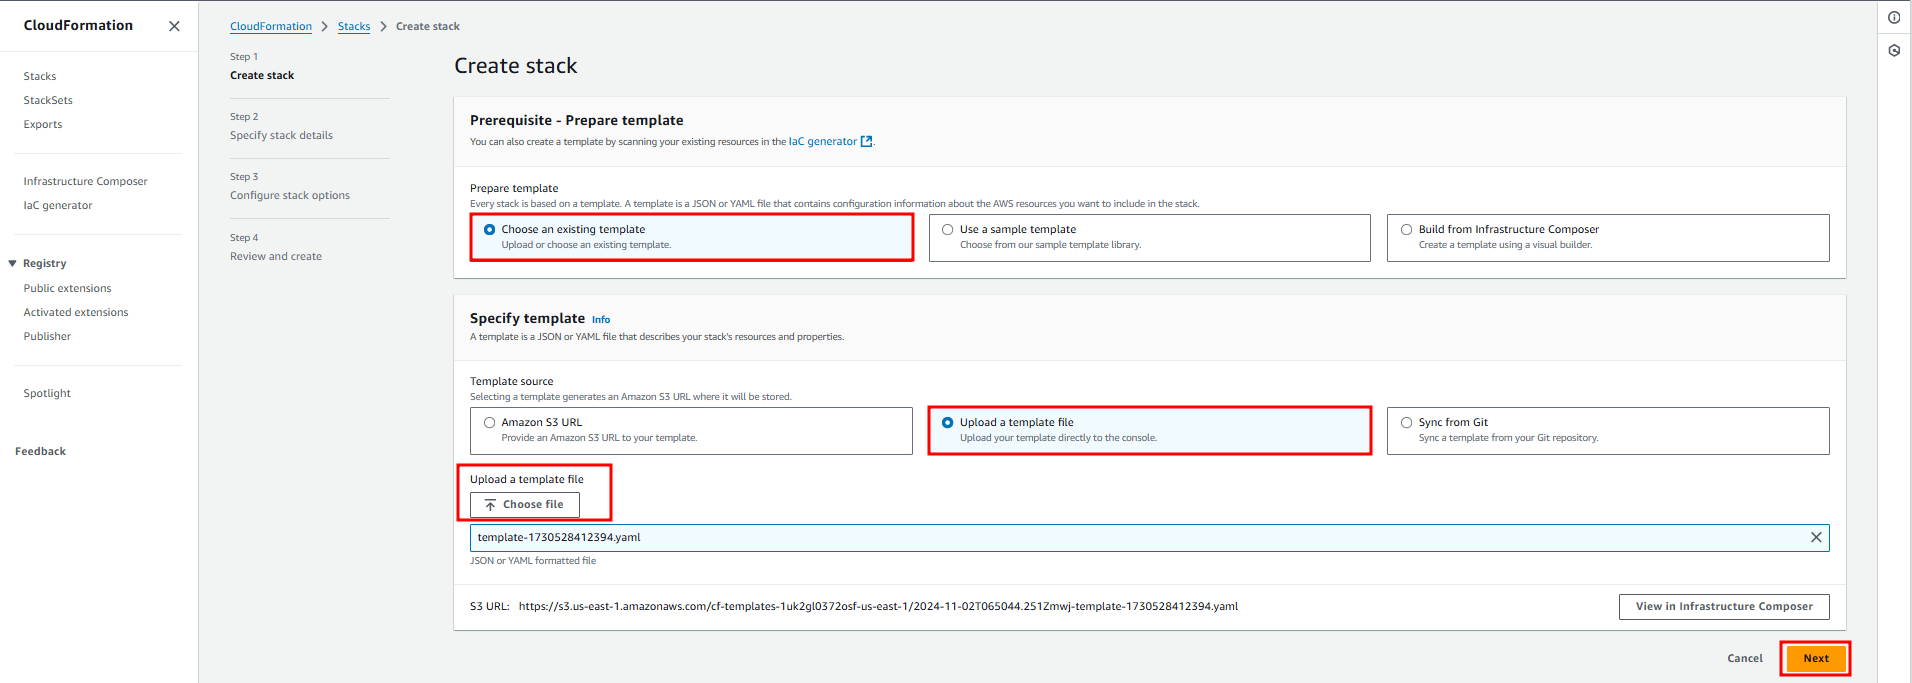 CloudFormation
Stacks
StackSets
Exports
Infrastructure Composer
IaC generator
Registry
Public extensions
Activated extensions
Publisher
Spotlight
Feedback
CloudFormation > Stacks > Create stack
Step 1
Create stack
Step 2
Specify stack details
Step 3
Configure stack options
Step 4
Review and create
Create stack
Prerequisite - Prepare template
You can also create a template by scanning your existing resources in the IaC generator.
Prepare template
Every stack is based on a template. A template is a JSON or YAML file that contains configuration information about the AWS resources you want to include in the stack.
Choose an existing template
Upload or choose an existing template.
Use a sample template
Choose from our sample template library.
Build from Infrastructure Composer
Create a template using a visual builder.
Specify template Info
A template is a JSON or YAML file that describes your stack's resources and properties.
Template source
Selecting a template generates an Amazon S3 URL where it will be stored.
Amazon S3 URL
Provide an Amazon S3 URL to your template.
Upload a template file
Upload your template directly to the console.
Sync from Git
Sync a template from your Git repository.
Upload a template file
Choose file
template-1730528412394.yaml
JSON or YAML formatted file
S3 URL: https://s3.us-east-1.amazonaws.com/cf-templates-1uk2gl0372osf-us-east-1/2024-11-02T065044.251Zmwj-template-1730528412394.yaml
View in Infrastructure Composer
Cancel
Next